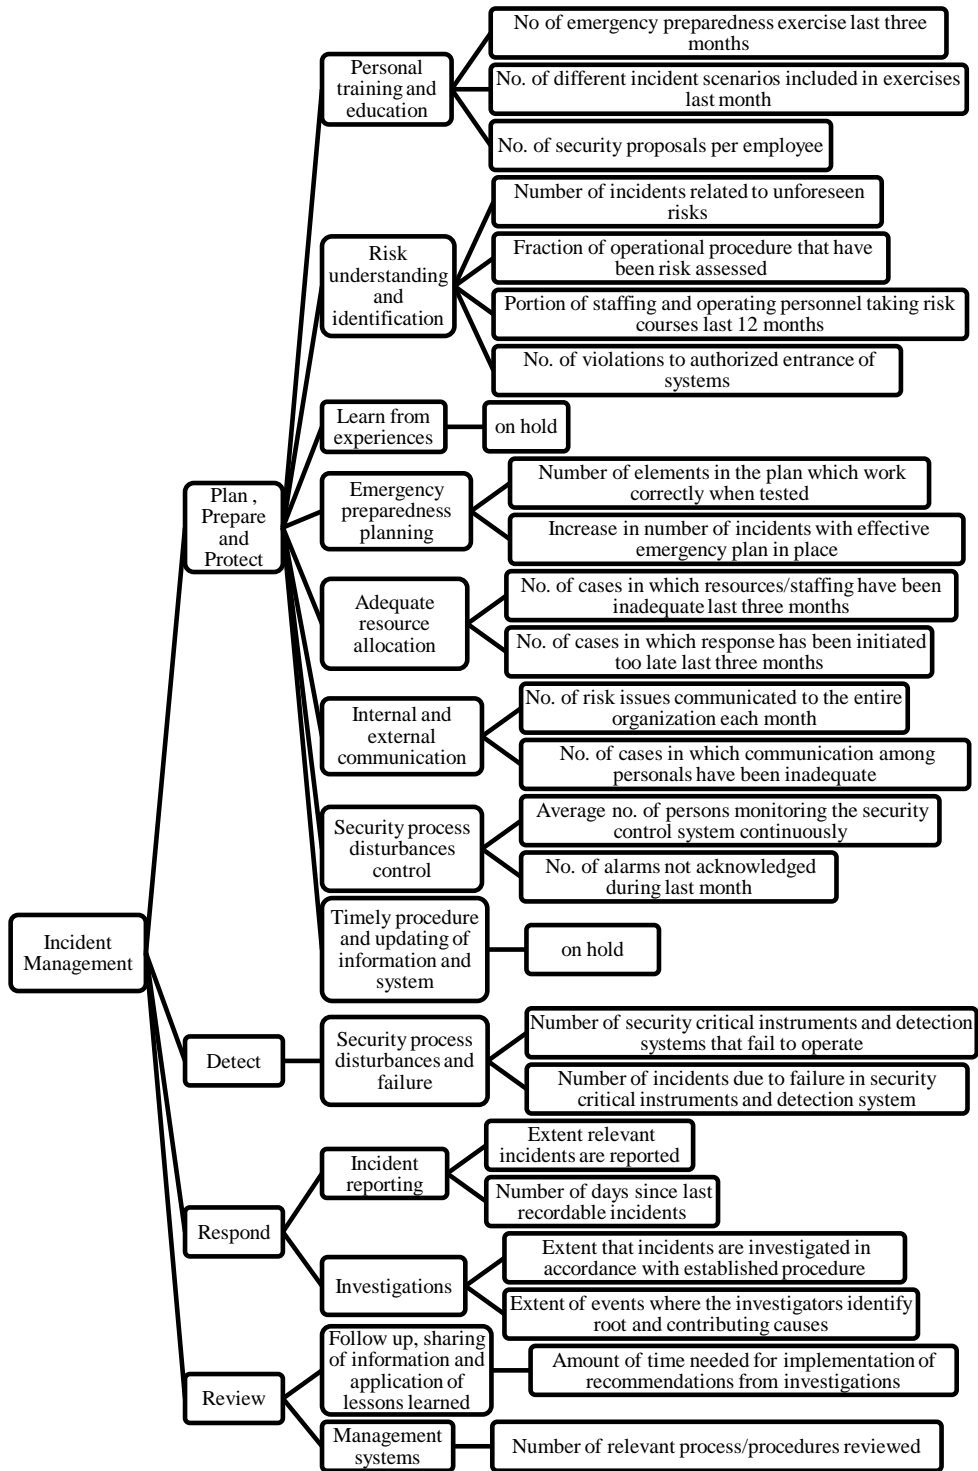 No of emergency preparedness exercise last three
months
Personal
training and
education
No. of different incident scenarios included in exercises
last month
No. of security proposals per employee
Number of incidents related to unforeseen
risks
Risk
understanding
and
identification
Fraction of operational procedure that have
been risk assessed
Portion of staffing and operating personnel taking risk
courses last 12 months
No. of violations to authorized entrance of
systems
Learn from
experiences
on hold
Plan ,
Prepare
and
Protect
Emergency
preparedness
planning
Number of elements in the plan which work
correctly when tested
Increase in number of incidents with effective
emergency plan in place
Adequate
resource
allocation
No. of cases in which resources/staffing have been
inadequate last three months
No. of cases in which response has been initiated
too late last three months
Internal and
external
communication
No. of risk issues communicated to the entire
organization each month
No. of cases in which communication among
personals have been inadequate
Security process
disturbances
control
Average no. of persons monitoring the security
control system continuously
No. of alarms not acknowledged
during last month
Incident
Management
Timely procedure
and updating of
information and
system
on hold
Detect
Security process
disturbances and
failure
Number of security critical instruments and detection
systems that fail to operate
Number of incidents due to failure in security
critical instruments and detection system
Respond
Incident
reporting
Extent relevant
incidents are reported
Number of days since last
recordable incidents
Investigations
Extent that incidents are investigated in
accordance with established procedure
Extent of events where the investigators identify
root and contributing causes
Review
Follow up, sharing
of information and
application of
lessons learned
Amount of time needed for implementation of
recommendations from investigations
Management
systems
Number of relevant process/procedures reviewed